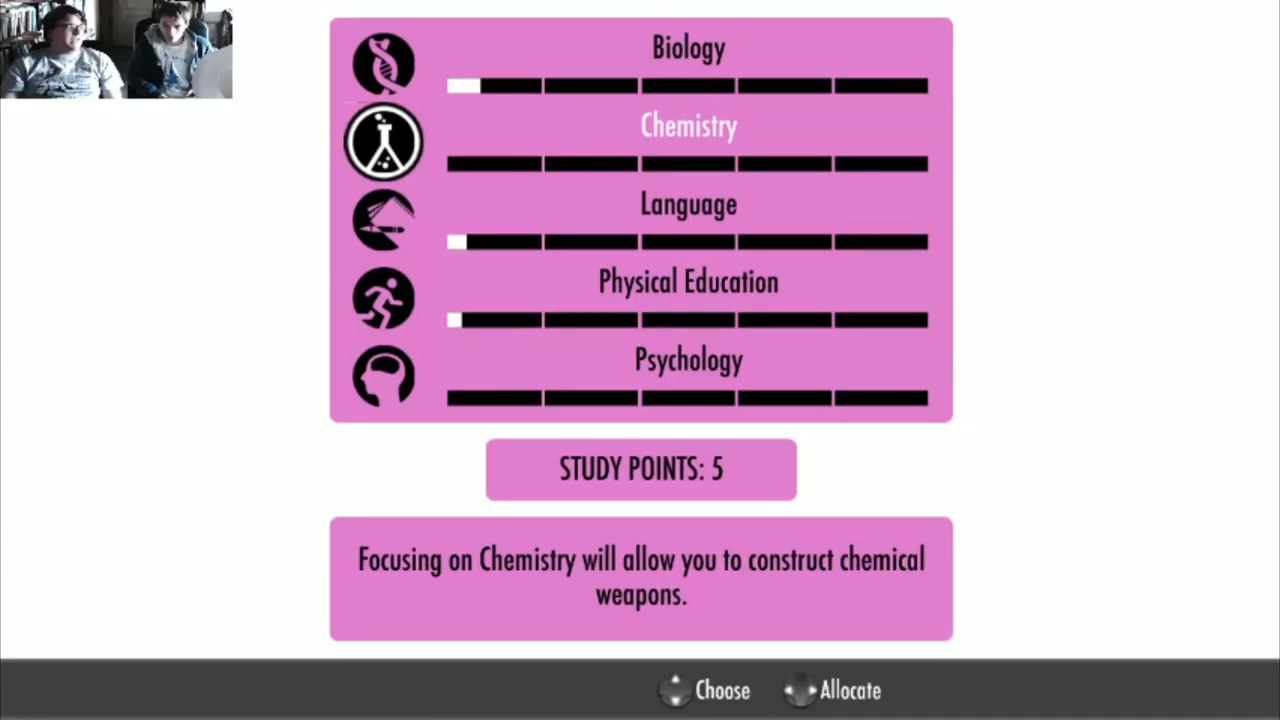 Biology
Chemistry
Language
Physical Education
Psychology
STUDY POINTS: 5
Focusing on Chemistry will allow you to construct chemical
weapons.
Choose Allocate